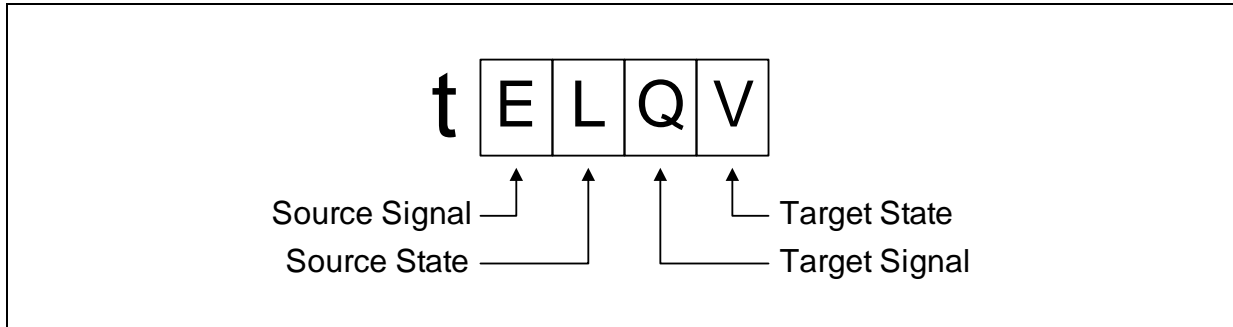 t E L Q V
Source Signal Target State
Source State Target Signal